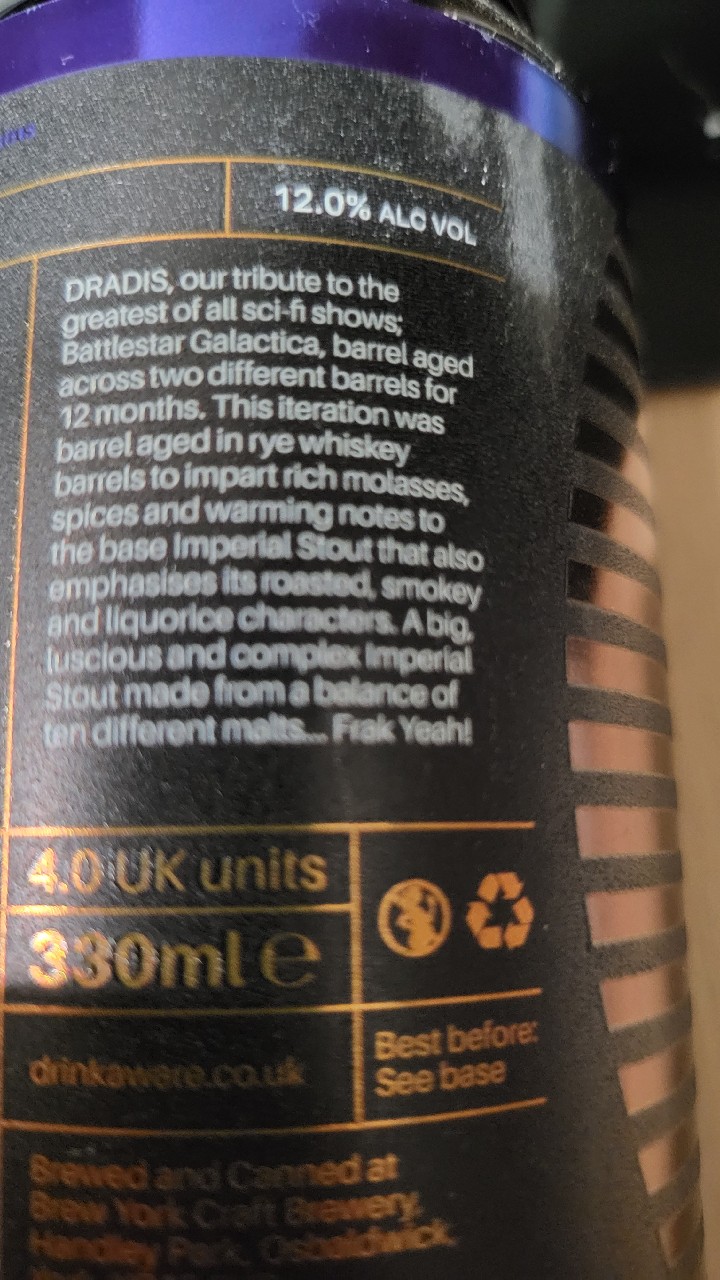 12.0% ALC VOL
DRADIS, our tribute to the
greatest of all sci-fi shows;
Battlestar Galactica, barrel aged
across two different barrels for
12 months. This iteration was
barrel aged in rye whiskey
barrels to impart rich molasses,
spices and warming notes to
the base Imperial Stout that also
emphasises its roasted, smokey
and liquorice characters. A big,
luscious and complex Imperial
Stout made from a balance of
ten different malts... Frak Yeah!
4.0 UK units
330ml e
drinkaware.co.uk
Best before:
See base
Brewed and Canned at
Brew York Craft Brewery,
Handley Park, Osbaldwick,